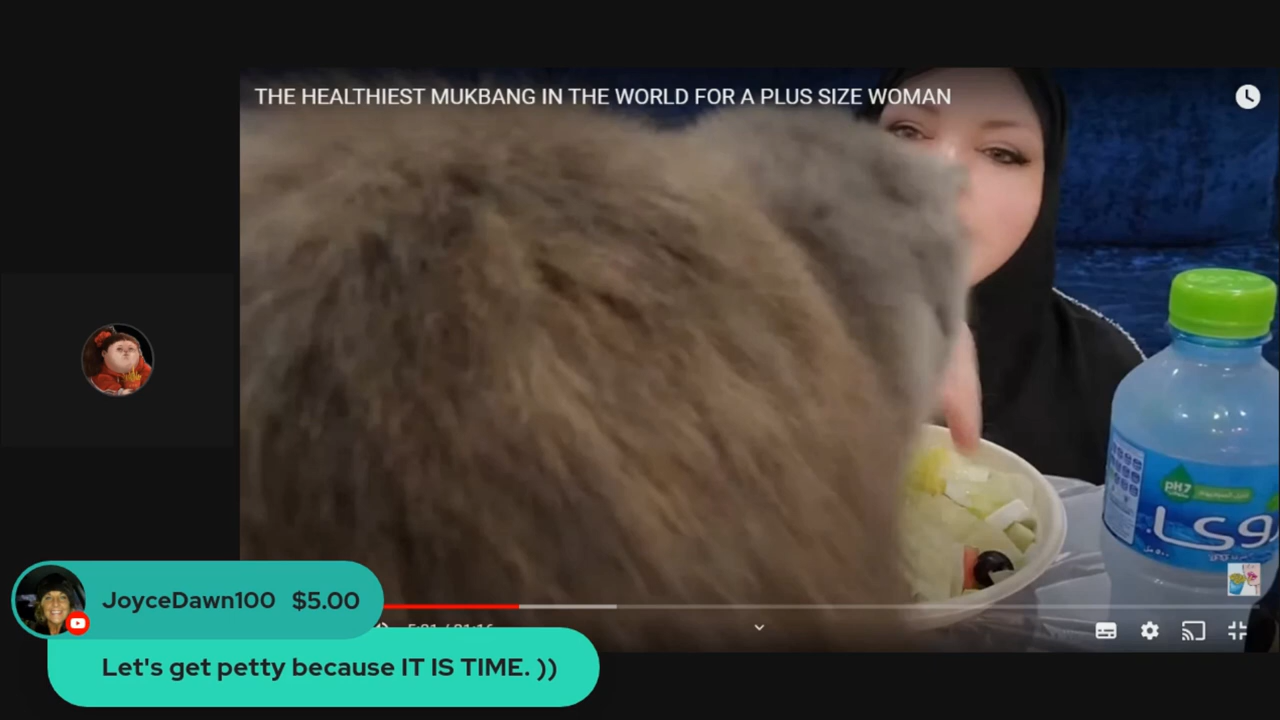 THE HEALTHIEST MUKBANG IN THE WORLD FOR A PLUS SIZE WOMAN
pH7
JoyceDawn100 $5.00
Let's get petty because IT IS TIME. ))